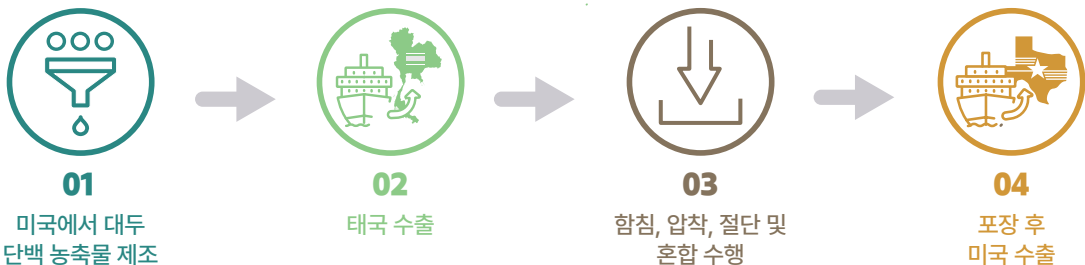 01
미국에서 대두
단백 농축물 제조
02
태국 수출
03
함침, 압착, 절단 및
혼합 수행
04
포장 후
미국 수출